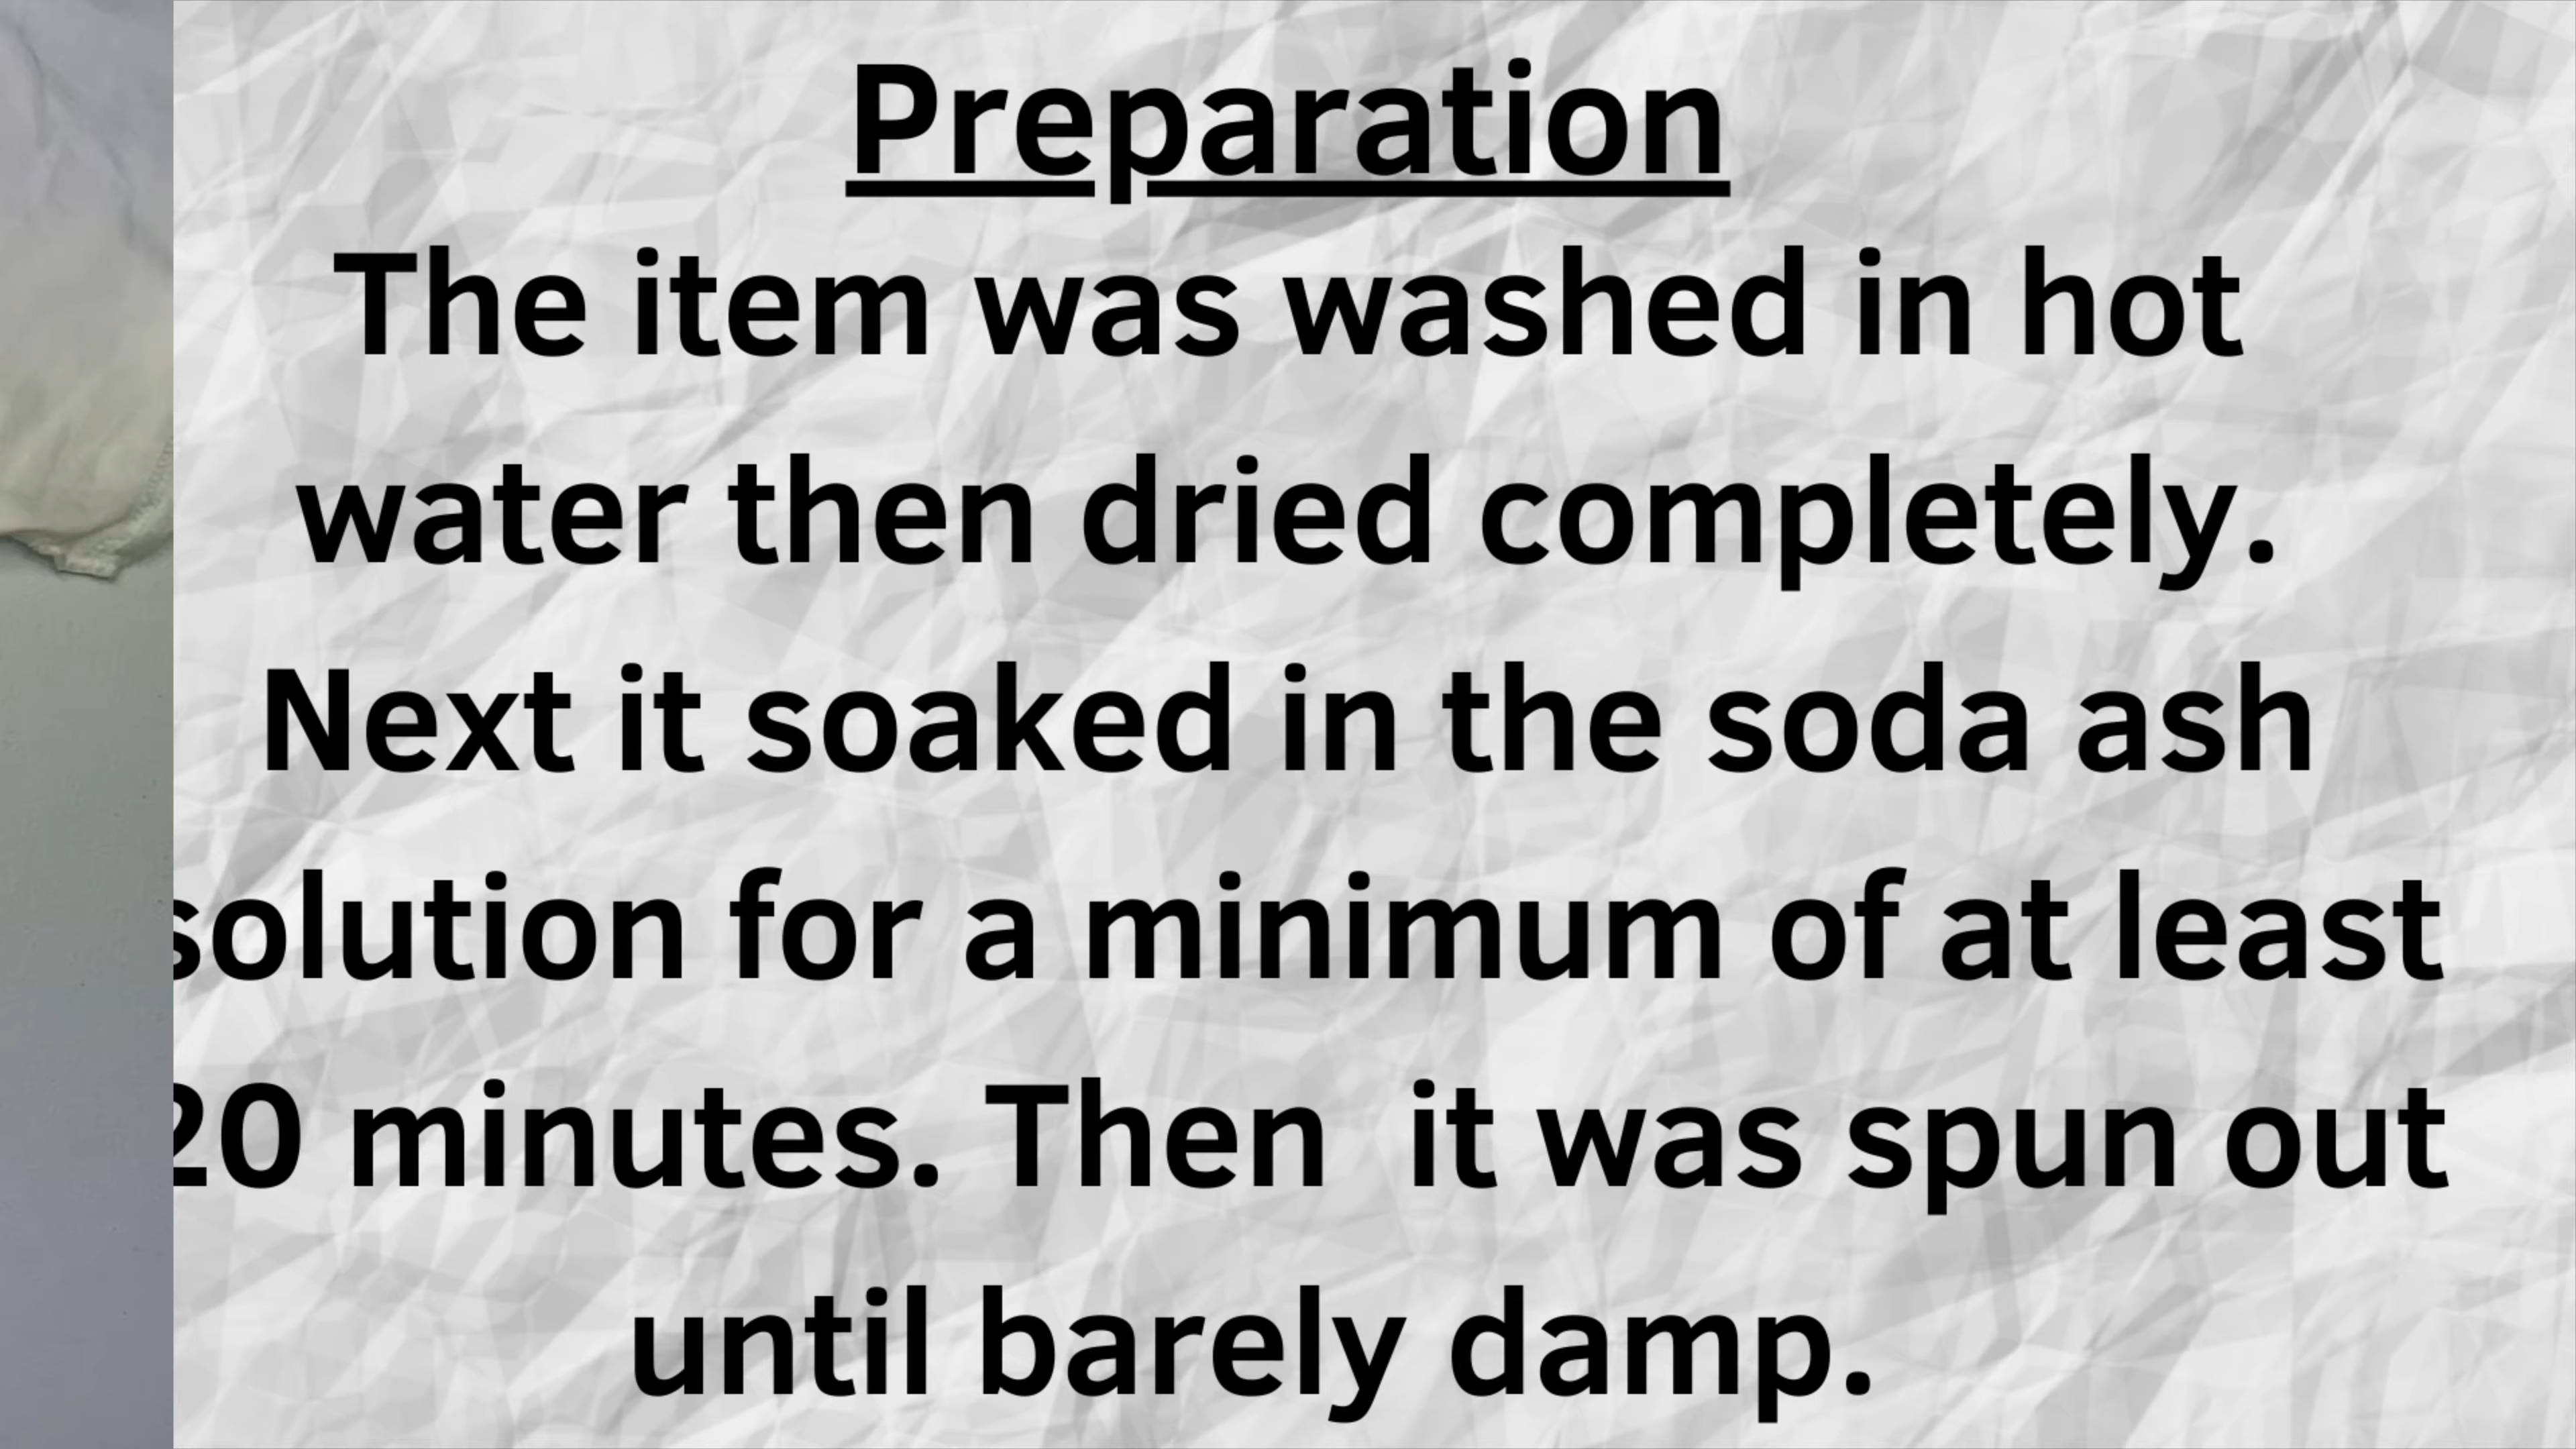 Preparation
The item was washed in hot
water then dried completely.
Next it soaked in the soda ash
solution for a minimum of at least
20 minutes. Then  it was spun out
until barely damp.